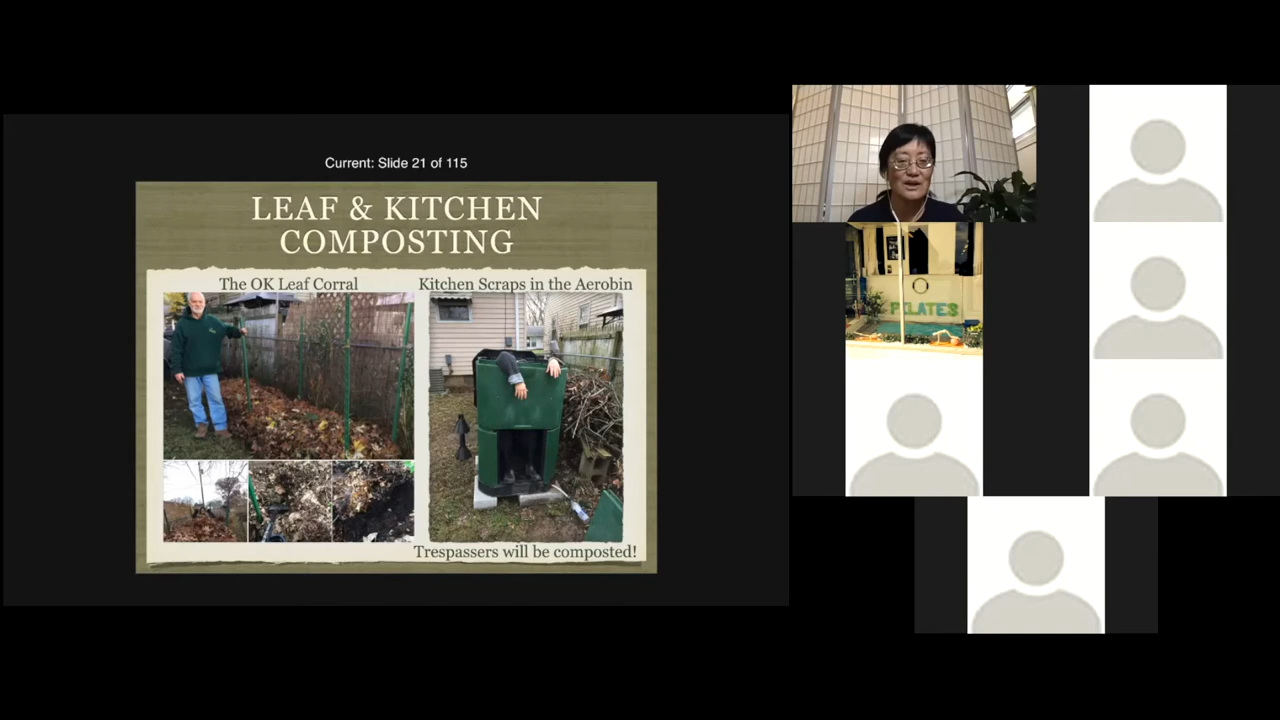 Current: Slide 21 of 115
LEAF & KITCHEN
COMPOSTING
The OK Leaf Corral
Kitchen Scraps in the Aerobin
Trespassers will be composted!
PILATES